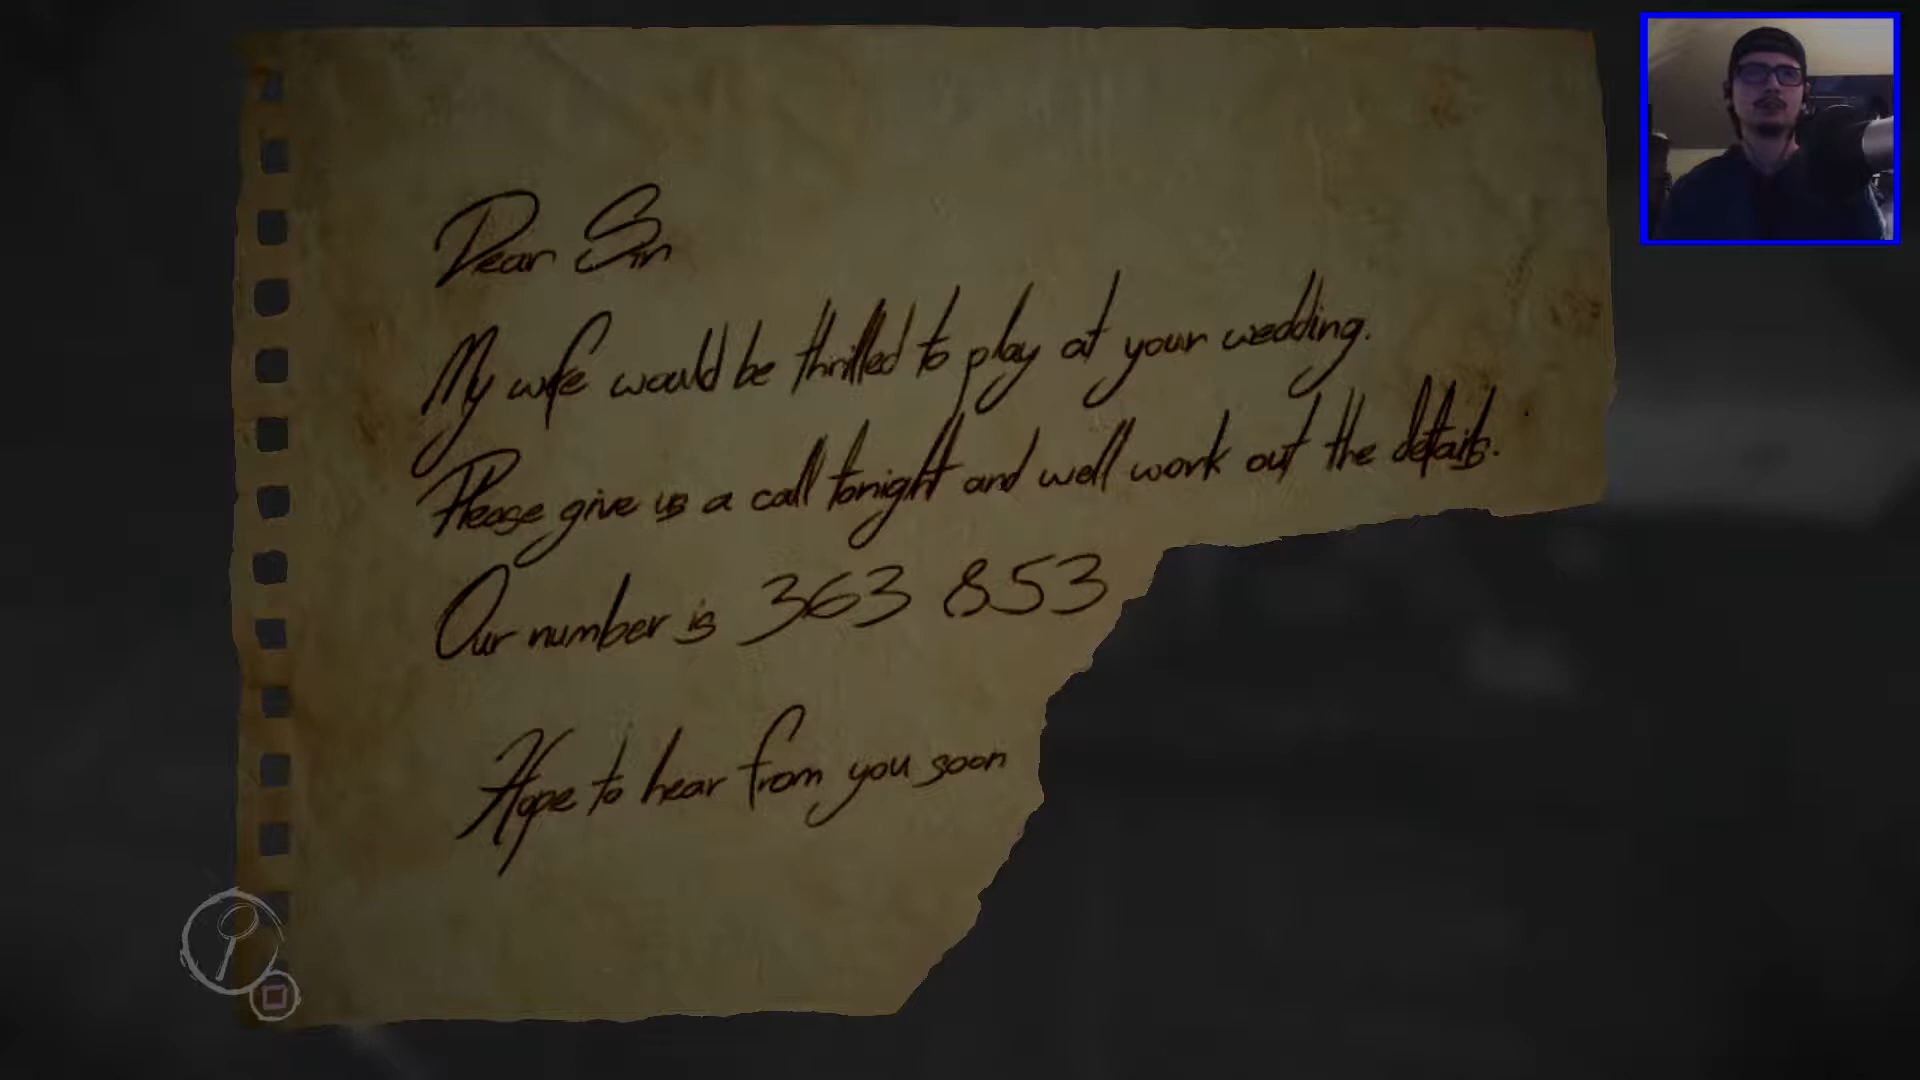 Dear Sir
My wife would be thrilled to play at your wedding.
Please give us a call tonight and well work out the details.
Our number is 363 853
Hope to hear from you soon